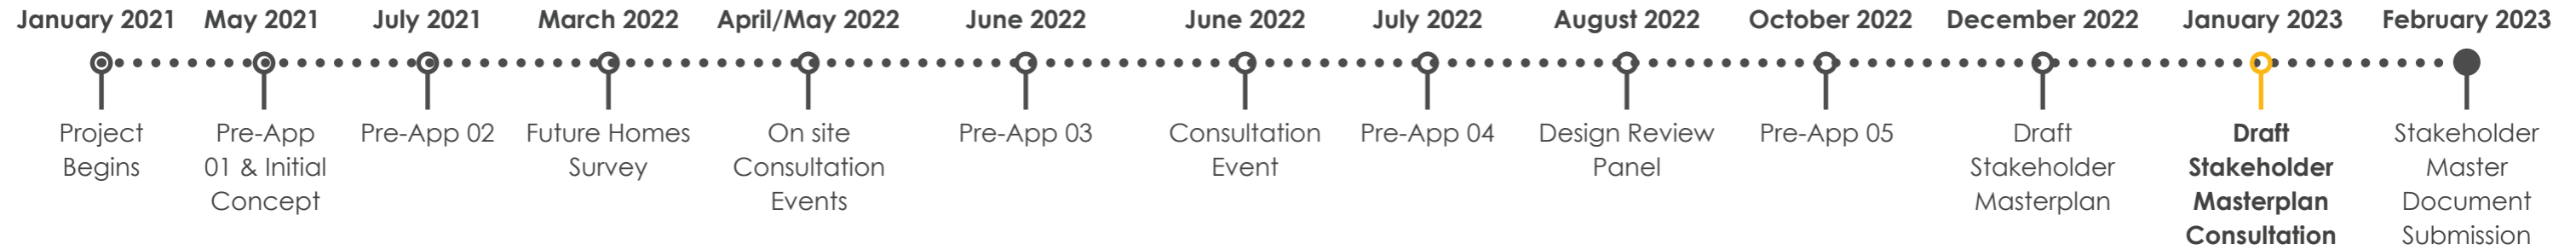 January 2021 May 2021 July 2021 March 2022 April/May 2022 June 2022 June 2022 July 2022 August 2022 October 2022 December 2022 January 2023 February 2023
Project
Begins
Pre-App
01 & Initial
Concept
Pre-App 02
Future Homes
Survey
On site
Consultation
Events
Pre-App 03
Consultation
Event
Pre-App 04
Design Review
Panel
Pre-App 05
Draft
Stakeholder
Masterplan
Draft
Stakeholder
Masterplan
Consultation
Stakeholder
Master
Document
Submission